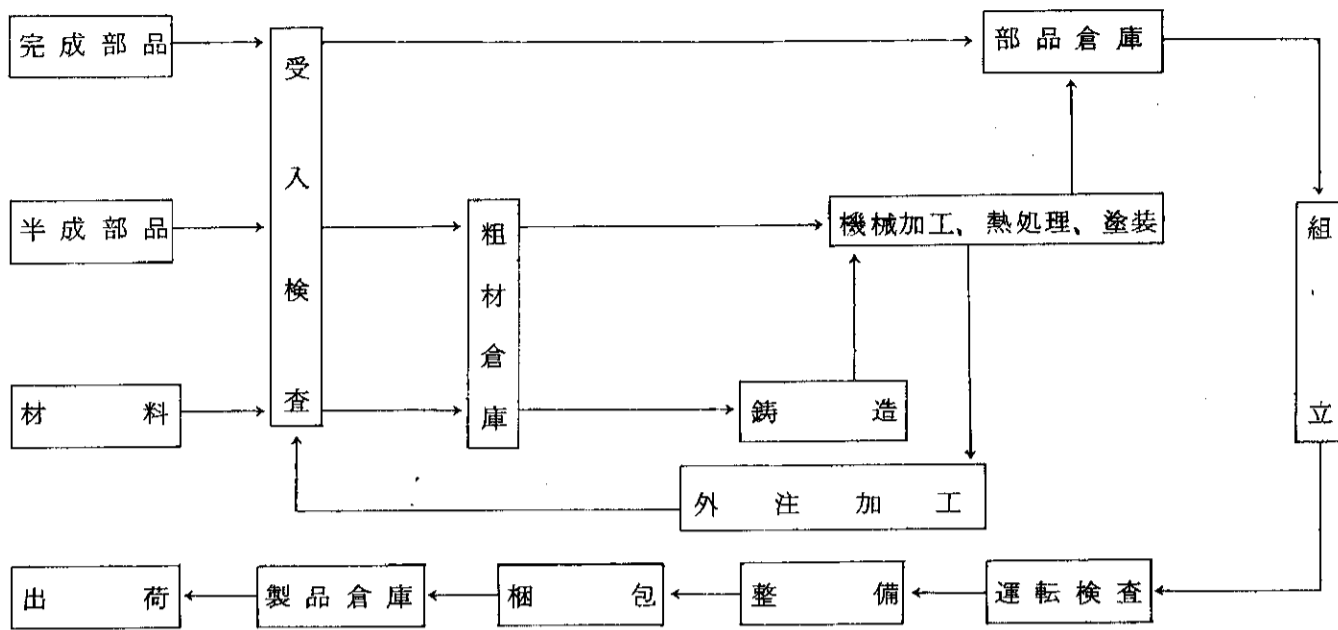 完成部品
受入検査
部品倉庫
半成部品
粗材倉庫
機械加工、熱処理、塗装
組立
材料
鋳造
外注加工
出荷
製品倉庫
梱包
整備
運転検査